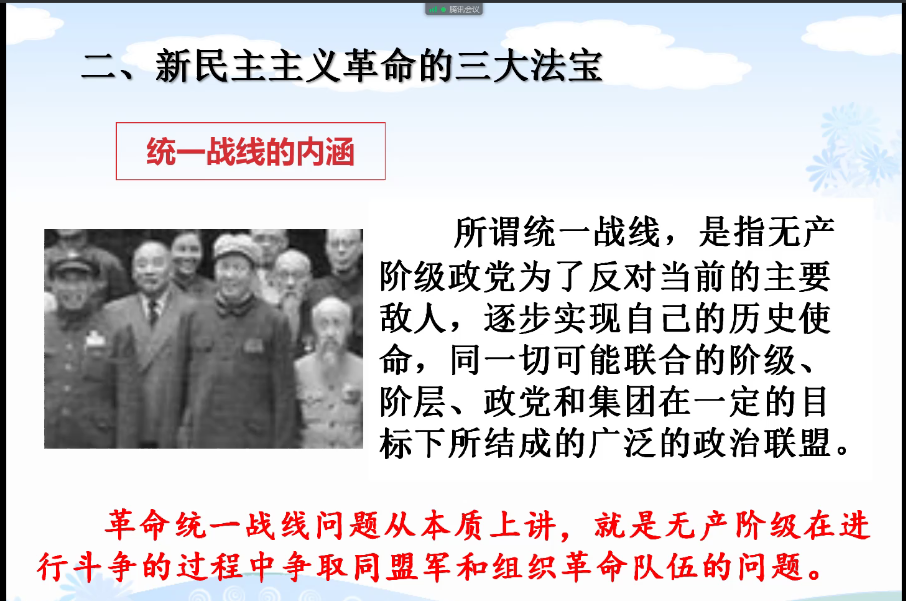 腾讯会议
二、新民主主义革命的三大法宝
统一战线的内涵
所谓统一战线，是指无产
阶级政党为了反对当前的主要
敌人，逐步实现自己的历史使
命，同一切可能联合的阶级、
阶层、政党和集团在一定的目
标下所结成的广泛的政治联盟。
革命统一战线问题从本质上讲，就是无产阶级在进
行斗争的过程中争取同盟军和组织革命队伍的问题。